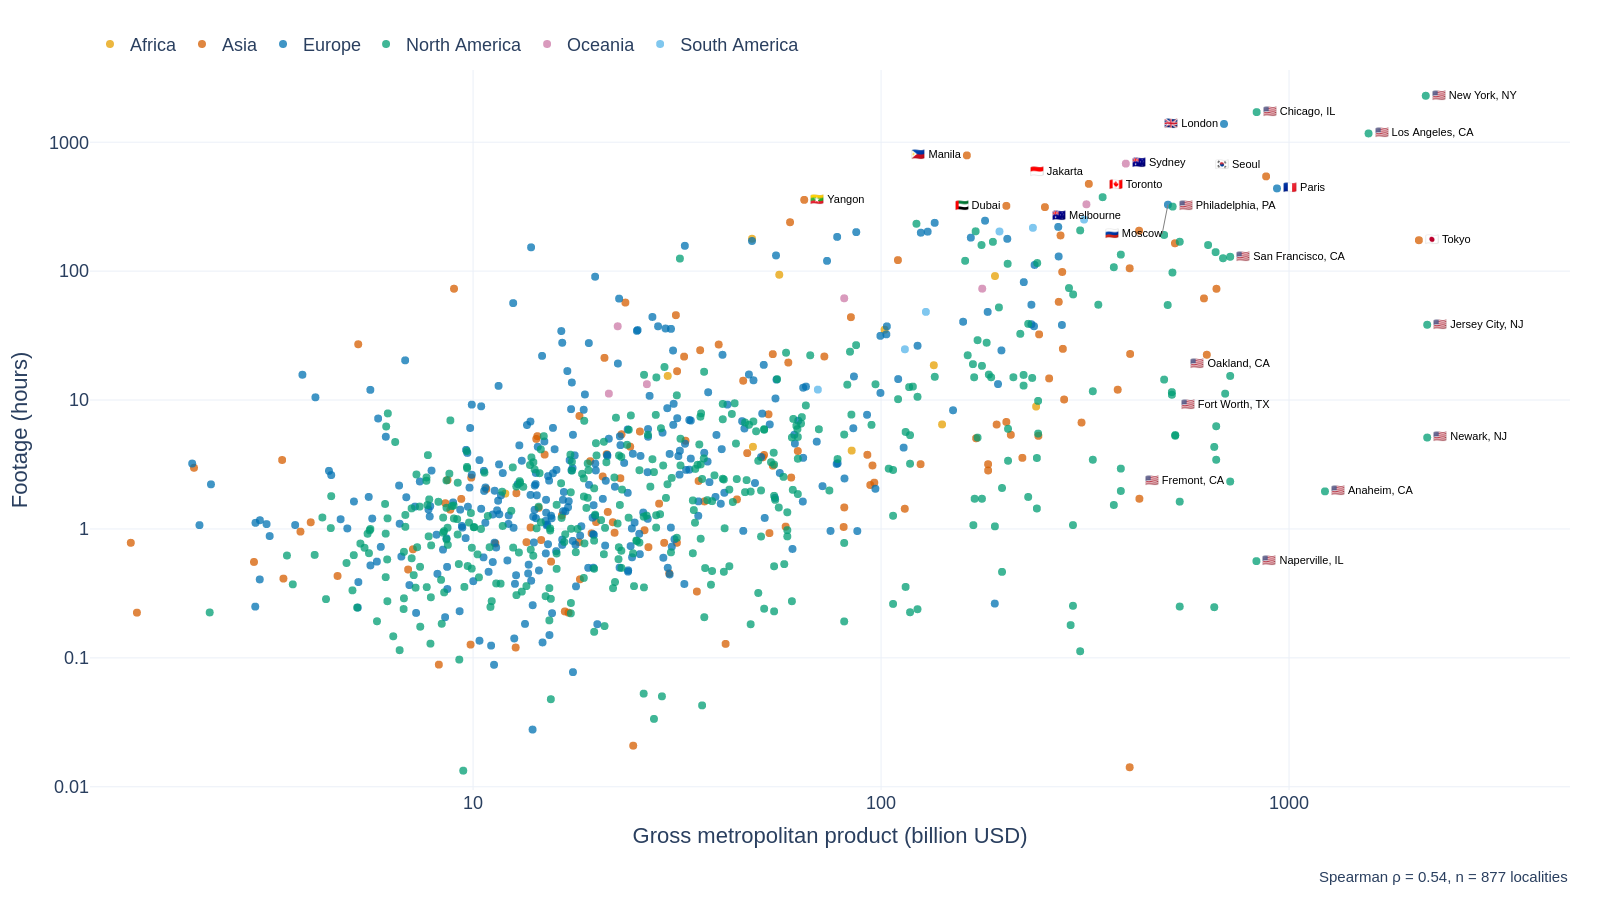 Africa Asia Europe North America Oceania South America
New York, NY
Chicago, IL
London
Los Angeles, CA
1000
Manila
Sydney
Seoul
Jakarta
Toronto
Paris
Yangon
Dubai
Philadelphia, PA
Melbourne
Moscow
Tokyo
San Francisco, CA
100
Jersey City, NJ
Oakland, CA
10
Fort Worth, TX
Newark, NJ
Fremont, CA
Anaheim, CA
1
Naperville, IL
0.1
0.01
Footage (hours)
10 100 1000
Gross metropolitan product (billion USD)
Spearman ρ = 0.54, n = 877 localities